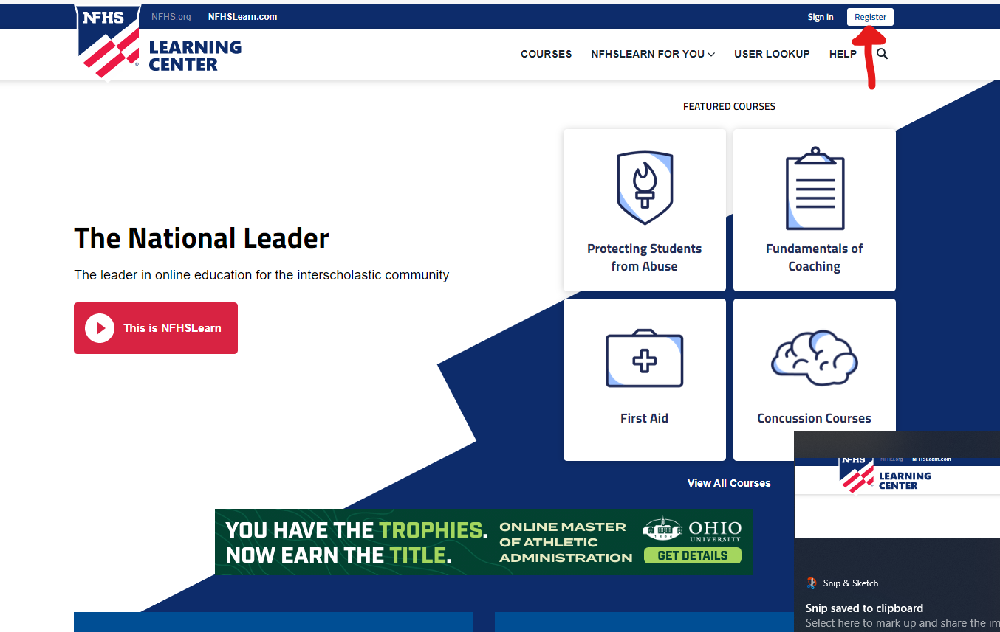 NFHS
NFHS.org NFHSLearn.com
Sign In Register
LEARNING
CENTER
COURSES NFHSLEARN FOR YOU USER LOOKUP HELP
FEATURED COURSES
Protecting Students
from Abuse
Fundamentals of
Coaching
The National Leader
The leader in online education for the interscholastic community
This is NFHSLearn
First Aid
Concussion Courses
View All Courses
YOU HAVE THE TROPHIES.
NOW EARN THE TITLE.
ONLINE MASTER
OF ATHLETIC
ADMINISTRATION
1804
OHIO
UNIVERSITY
GET DETAILS
NFHS
NFHS.org NFHSLearn.com
LEARNING
CENTER
Snip & Sketch
Snip saved to clipboard
Select here to mark up and share the im